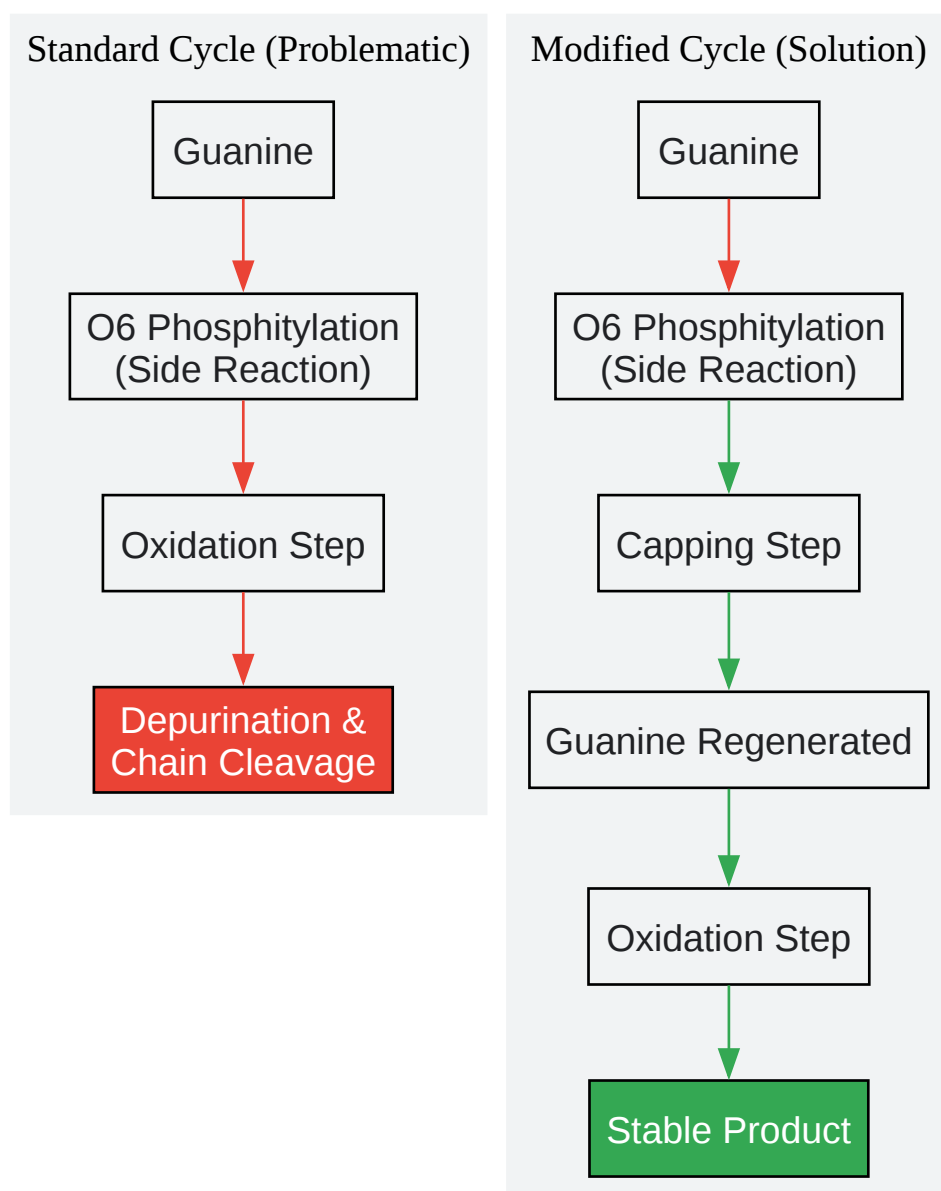 Standard Cycle (Problematic)
Guanine
O6 Phosphitylation
(Side Reaction)
Oxidation Step
Depurination &
Chain Cleavage
Modified Cycle (Solution)
Guanine
O6 Phosphitylation
(Side Reaction)
Capping Step
Guanine Regenerated
Oxidation Step
Stable Product